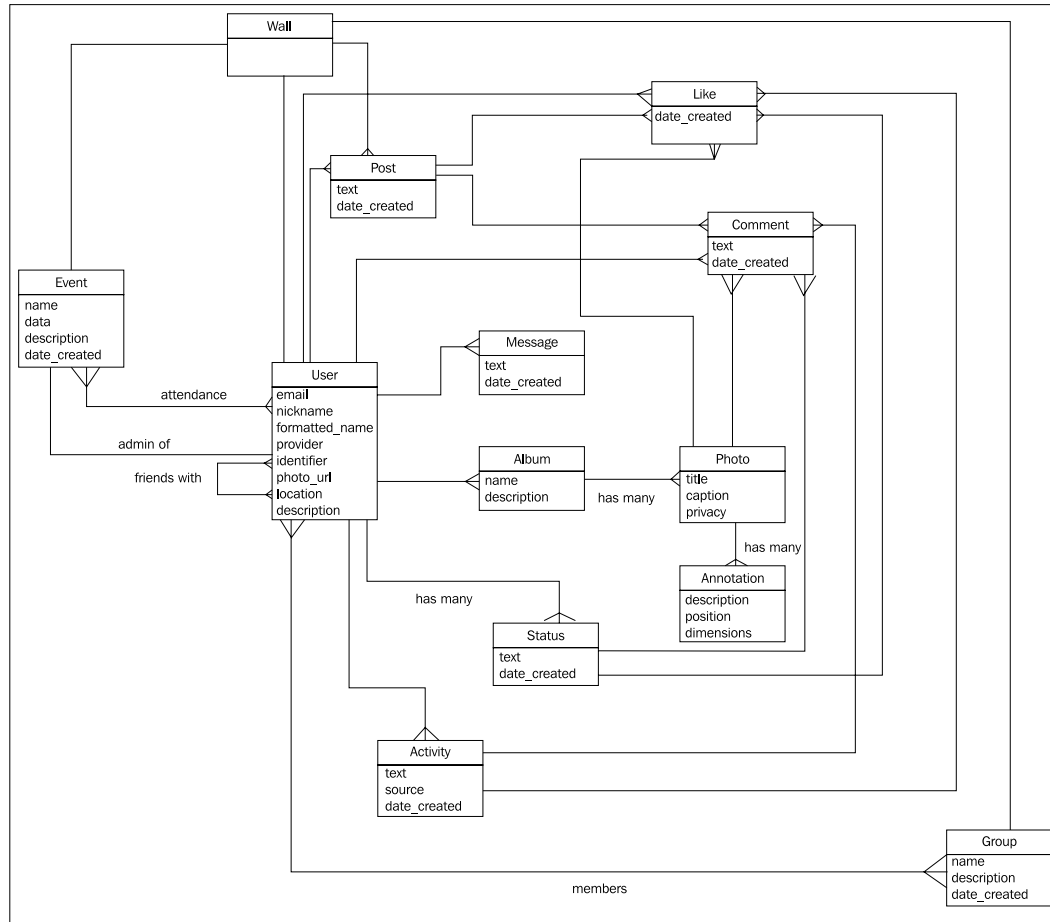 Wall
Like
date_created
Post
text
date_created
Comment
text
date_created
Event
name
data
description
date_created
Message
text
date_created
User
email
nickname
formatted_name
provider
identifier
photo_url
location
description
attendance
admin of
friends with
Album
name
description
has many
Photo
title
caption
privacy
has many
Annotation
description
position
dimensions
has many
Status
text
date_created
Activity
text
source
date_created
Group
name
description
date_created
members